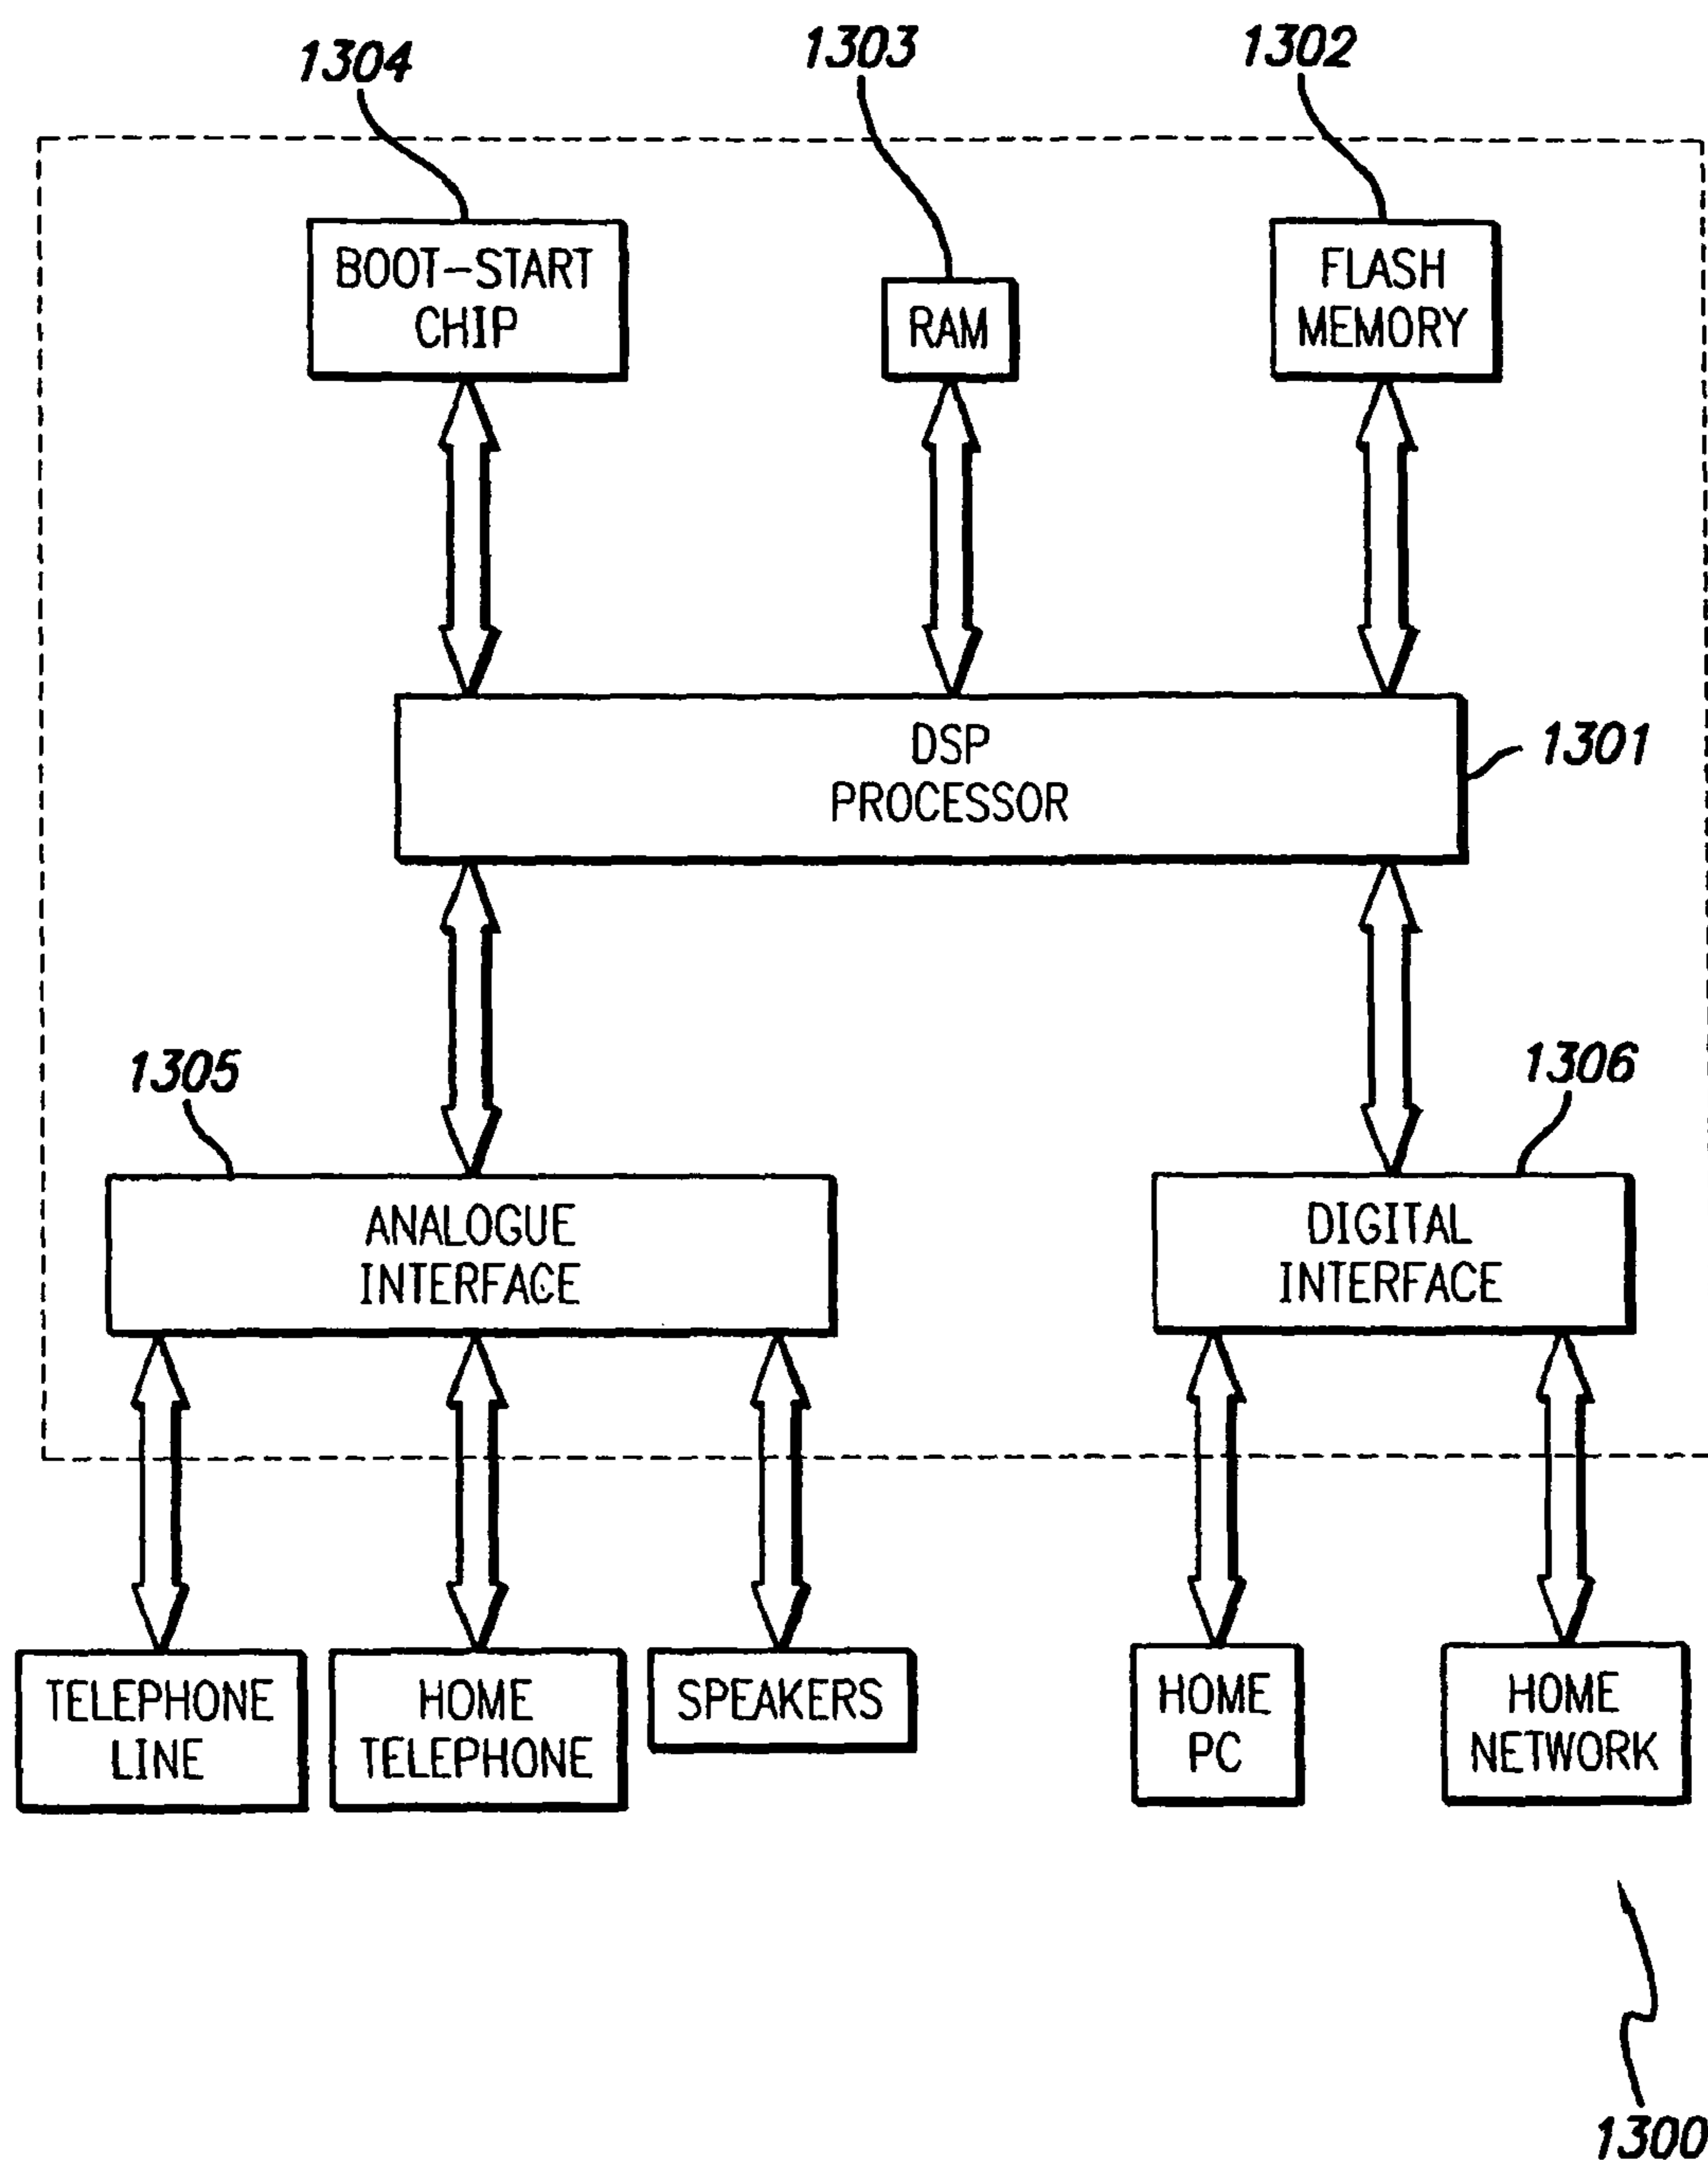 1304
1303
1302
BOOT-START
CHIP
RAM
FLASH
MEMORY
DSP
PROCESSOR
1301
1305
1306
ANALOGUE
INTERFACE
DIGITAL
INTERFACE
TELEPHONE
LINE
HOME
TELEPHONE
SPEAKERS
HOME
PC
HOME
NETWORK
1300